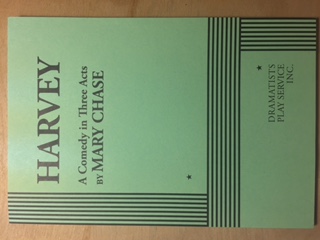 HARVEY
A Comedy in Three Acts
BY MARY CHASE
DRAMATISTS
PLAY SERVICE
INC.